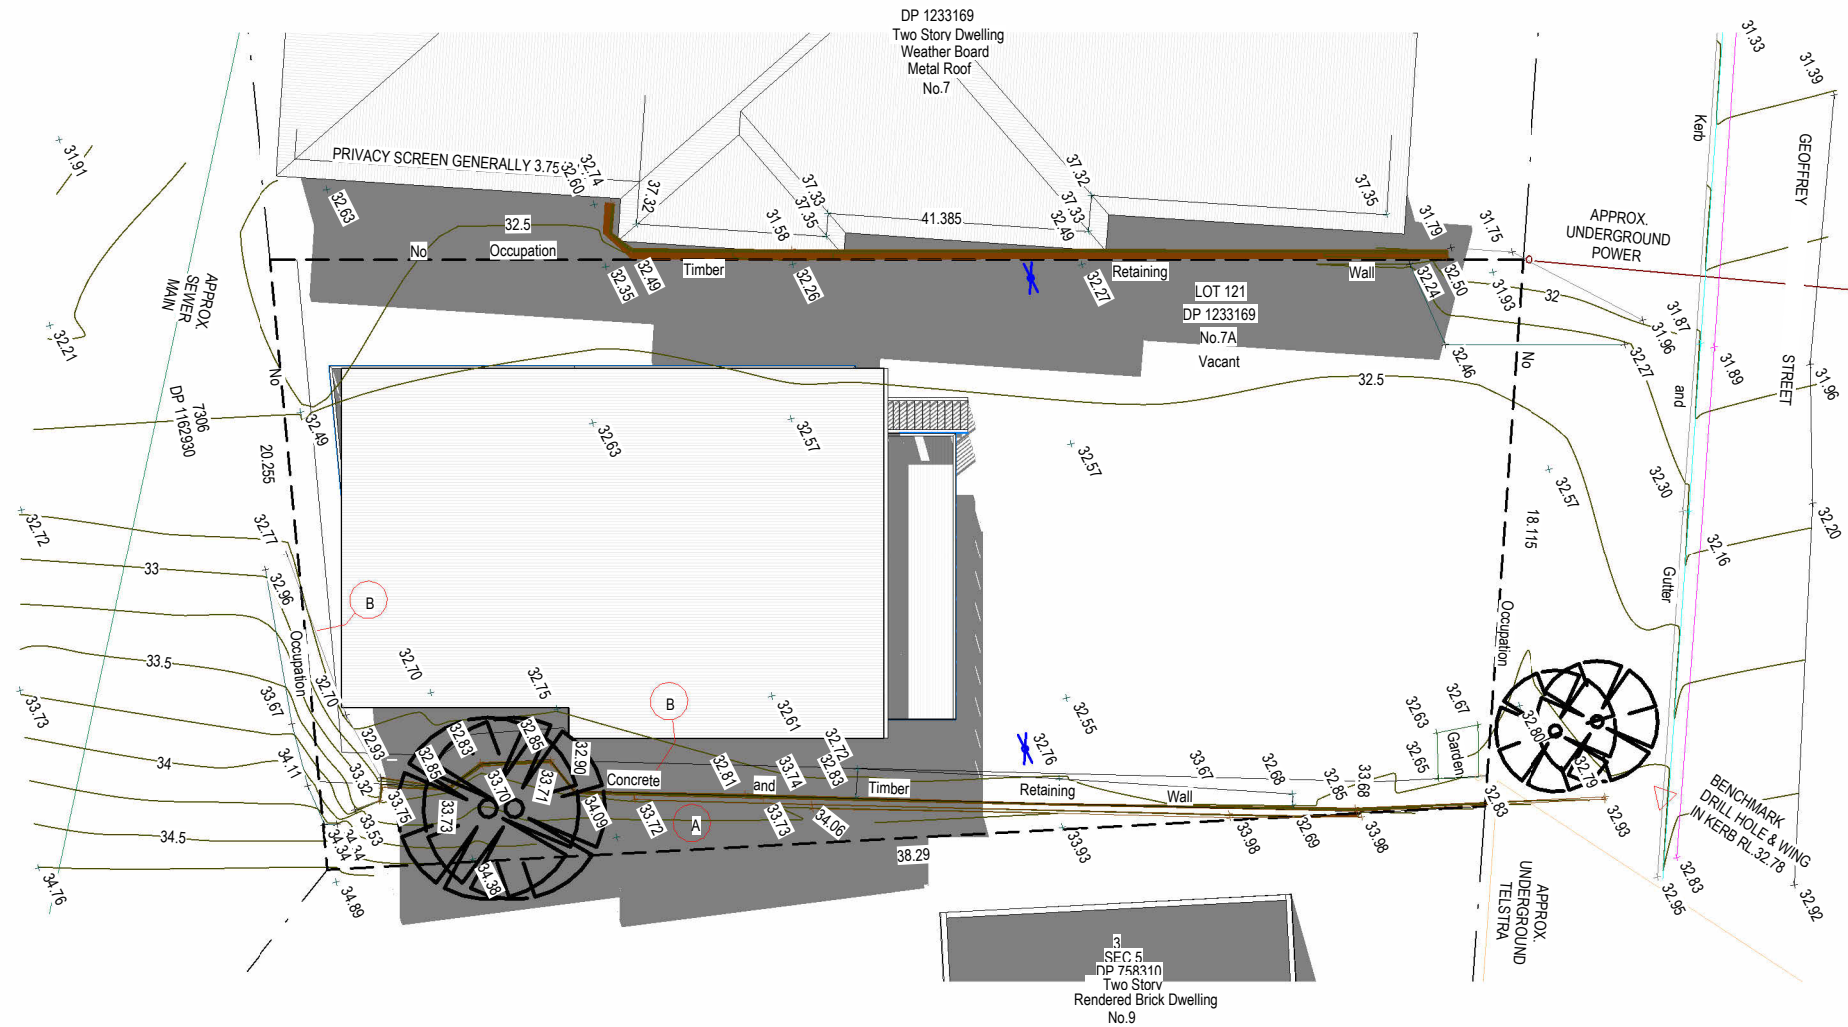 DP 1233169
Two Story Dwelling
Weather Board
Metal Roof
No.7
31.33
31.39
Kerb
GEOFFREY
31.91
PRIVACY SCREEN GENERALLY 3.75
32.60
32.74
32.63
37.32
37.33
37.35
31.58
41.385
37.32
37.33
32.49
37.35
31.79
31.75
APPROX.
UNDERGROUND
POWER
32.5
No
Occupation
Timber
32.35
32.49
32.26
32.27
Retaining
Wall
32.24
32.50
31.93
32
LOT 121
DP 1233169
No.7A
Vacant
APPROX.
SEWER
MAIN
32.21
31.87
31.96
32.27
32.46
No
31.89
31.96
STREET
and
32.5
No
7306
DP 1162930
32.49
20.255
32.63
32.57
32.57
32.57
32.30
32.20
32.16
18.115
32.72
32.77
33
32.96
B
Gutter
Occupation
Occupation
33.5
32.70
32.75
32.70
33.67
33.73
B
32.61
32.55
32.63
32.67
32.65
Garden
32.80
32.79
34
34.11
32.93
33.32
33.75
33.53
32.85
32.83
32.85
32.90
33.70
33.71
33.73
Concrete
32.81
and
33.74
32.72
32.83
Timber
32.76
Retaining
33.67
Wall
32.68
32.85
33.68
32.83
32.93
34.09
33.72
A
33.73
34.06
33.93
33.98
32.69
33.98
34.5
34.34
34.34
34.38
38.29
34.76
34.89
BENCHMARK
DRILL HOLE & WING
IN KERB RL.32.78
32.83
32.95
32.92
APPROX.
UNDERGROUND
TELSTRA
3
SEC 5
DP 758310
Two Story
Rendered Brick Dwelling
No.9